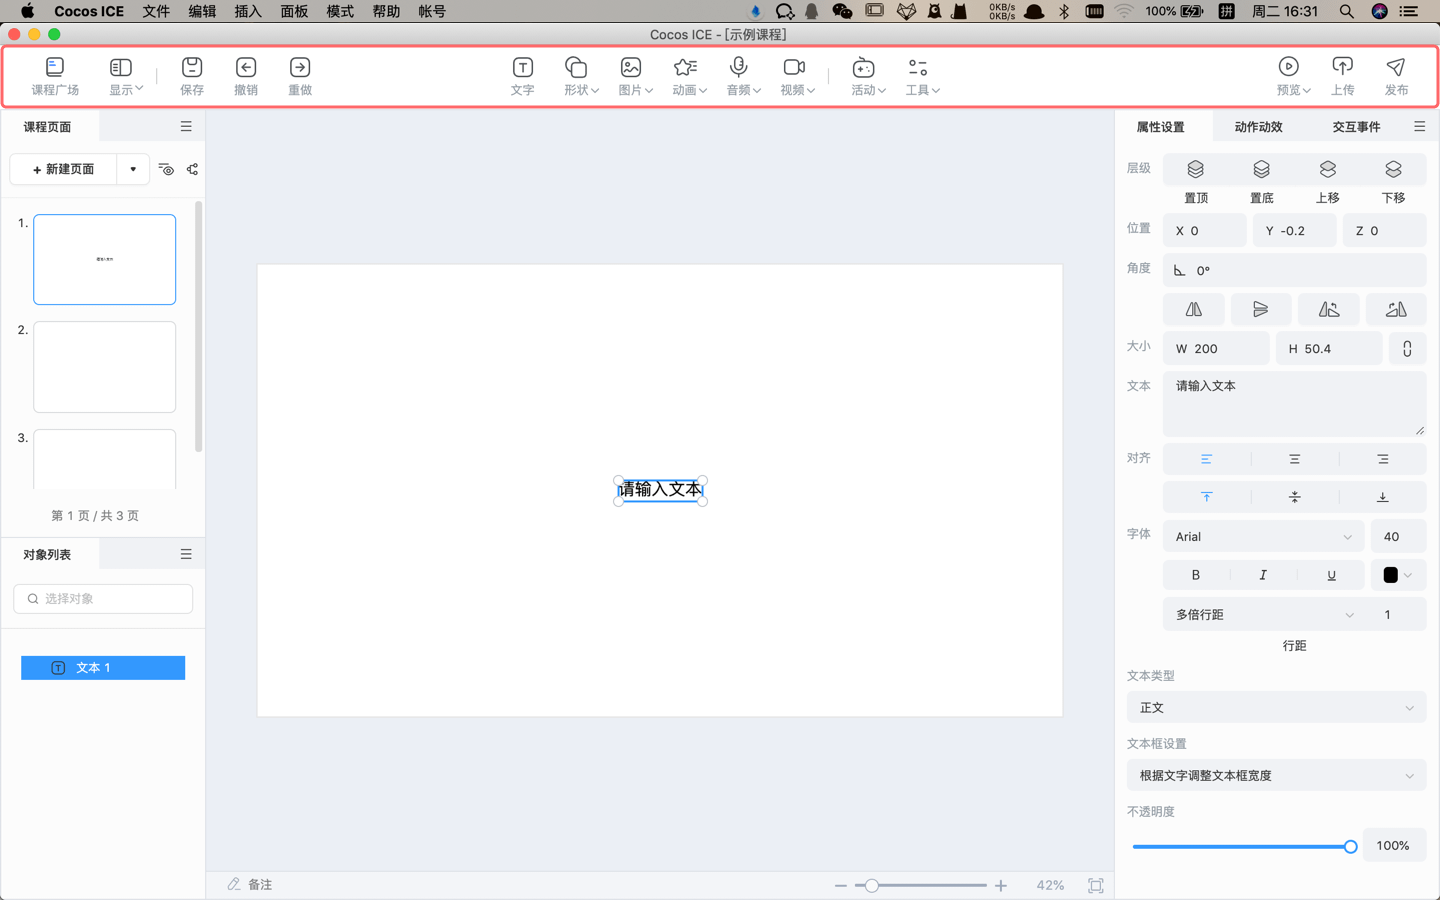 Cocos ICE 文件 编辑 插入 面板 模式 帮助 帐号
0KB/s
0KB/s
100%
拼
周二 16:31
Cocos ICE - [示例课程]
课程广场 显示 保存 撤销 重做 文字 形状 图片 动画 音频 视频 活动 工具 预览 上传 发布
课程页面
+ 新建页面
1.
请输入文本
2.
3.
第 1 页 / 共 3 页
对象列表
选择对象
T 文本 1
请输入文本
备注
42%
属性设置 动作动效 交互事件
层级
置顶 置底 上移 下移
位置 X 0 Y -0.2 Z 0
角度 0°
大小 W 200 H 50.4
文本 请输入文本
对齐
字体 Arial 40
B I U
多倍行距 1
行距
文本类型
正文
文本框设置
根据文字调整文本框宽度
不透明度
100%